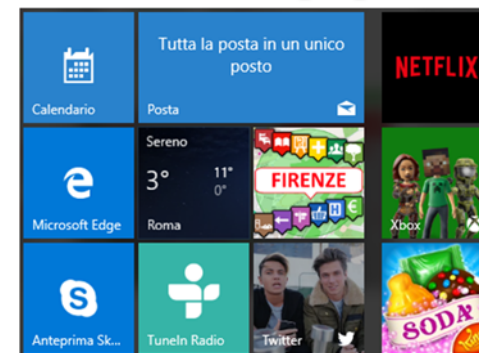 Tutta la posta in un unico
posto
Calendario
Posta
NETFLIX
Sereno
3°
11°
0°
FIRENZE
Microsoft Edge
Roma
Xbox
Anteprima Sk...
TuneIn Radio
Twitter
SODA